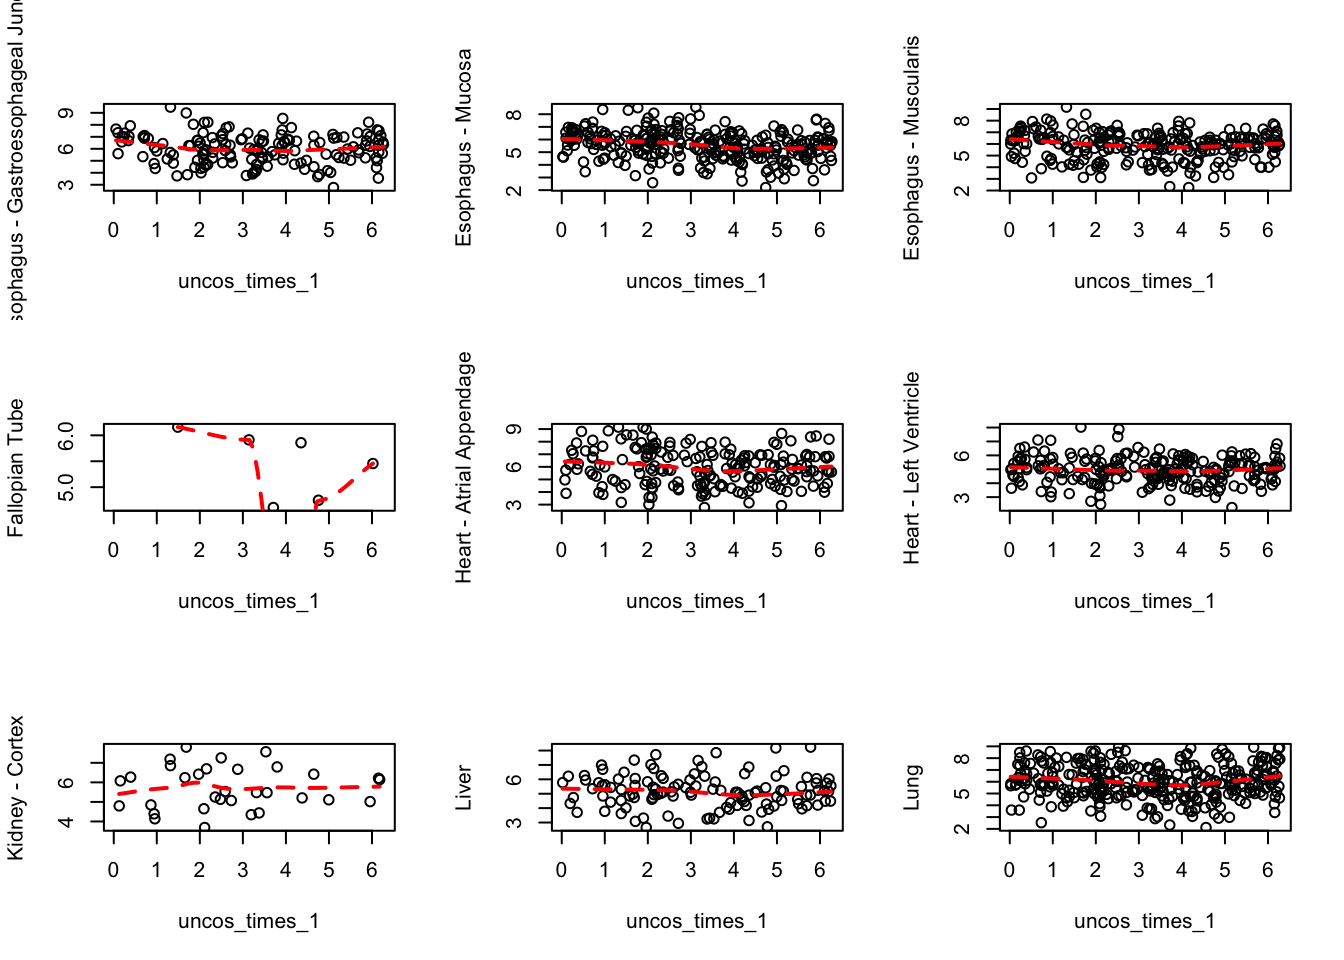 sophagus - Gastroesophageal Junc
9
6
3
0 1 2 3 4 5 6
uncos_times_1
Esophagus - Mucosa
8
5
2
0 1 2 3 4 5 6
uncos_times_1
Esophagus - Muscularis
8
5
2
0 1 2 3 4 5 6
uncos_times_1
Fallopian Tube
6.0
5.0
0 1 2 3 4 5 6
uncos_times_1
Heart - Atrial Appendage
9
6
3
0 1 2 3 4 5 6
uncos_times_1
Heart - Left Ventricle
6
3
0 1 2 3 4 5 6
uncos_times_1
Kidney - Cortex
6
4
0 1 2 3 4 5 6
uncos_times_1
Liver
6
3
0 1 2 3 4 5 6
uncos_times_1
Lung
8
5
2
0 1 2 3 4 5 6
uncos_times_1